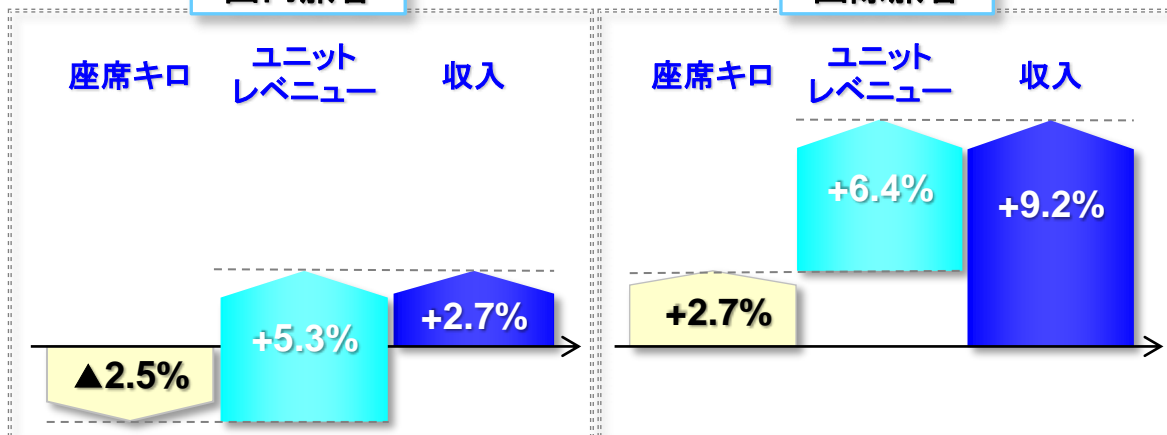 座席キロ
ユニット
レベニュー
収入
+5.3%
+2.7%
▲2.5%
座席キロ
ユニット
レベニュー
収入
+6.4%
+9.2%
+2.7%